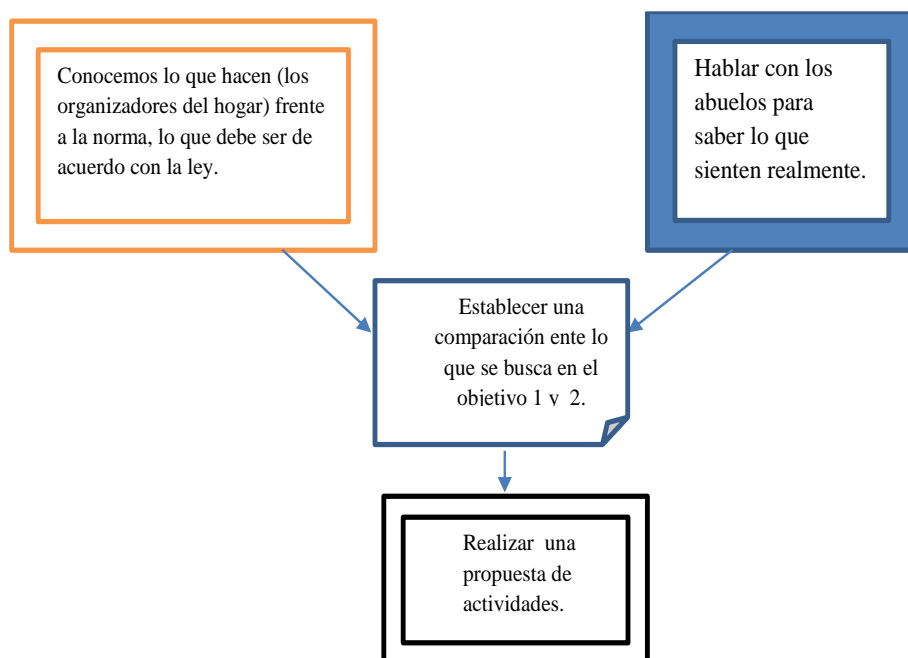 Conocemos lo que hacen (los
organizadores del hogar) frente
a la norma, lo que debe ser de
acuerdo con la ley.
Hablar con los
abuelos para
saber lo que
sienten realmente.
Establecer una
comparación ente lo
que se busca en el
objetivo 1 y 2.
Realizar una
propuesta de
actividades.